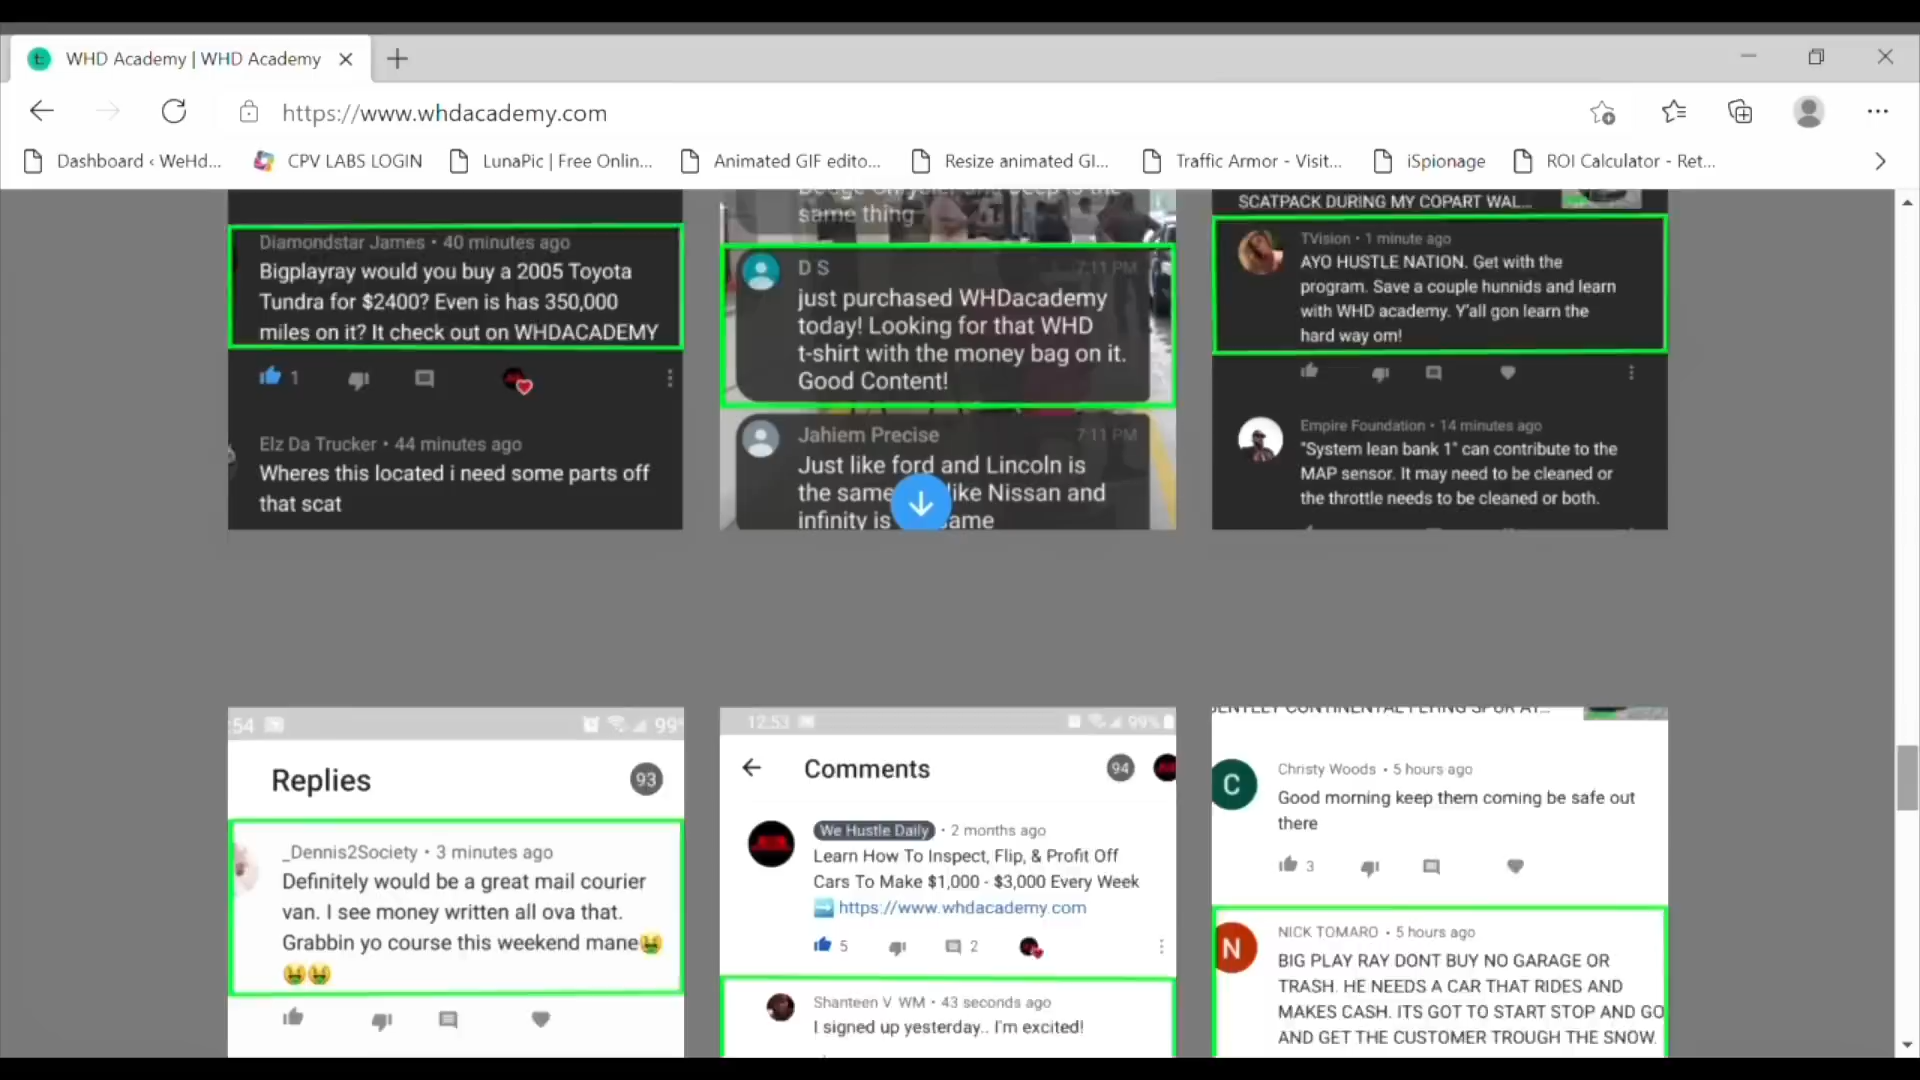 WHD Academy | WHD Academy
https://www.whdacademy.com
Dashboard ‹ WeHd...
CPV LABS LOGIN
LunaPic | Free Onlin...
Animated GIF edito...
Resize animated GI...
Traffic Armor - Visit...
iSpionage
ROI Calculator - Ret...
Diamondstar James • 40 minutes ago
Bigplayray would you buy a 2005 Toyota
Tundra for $2400? Even is has 350,000
miles on it? It check out on WHDACADEMY
1
Elz Da Trucker • 44 minutes ago
Wheres this located i need some parts off
that scat
Dodge Chrysler and Jeep is the
same thing
D S 7:11 PM
just purchased WHDacademy
today! Looking for that WHD
t-shirt with the money bag on it.
Good Content!
Jahiem Precise 7:11 PM
Just like ford and Lincoln is
the same like Nissan and
infinity is same
SCATPACK DURING MY COPART WAL...
TVision • 1 minute ago
AYO HUSTLE NATION. Get with the
program. Save a couple hunnids and learn
with WHD academy. Y'all gon learn the
hard way om!
Empire Foundation • 14 minutes ago
"System lean bank 1" can contribute to the
MAP sensor. It may need to be cleaned or
the throttle needs to be cleaned or both.
:54 99%
Replies 93
_Dennis2Society • 3 minutes ago
Definitely would be a great mail courier
van. I see money written all ova that.
Grabbin yo course this weekend mane🤑
🤑🤑
12:53 99%
Comments 94
We Hustle Daily • 2 months ago
Learn How To Inspect, Flip, & Profit Off
Cars To Make $1,000 - $3,000 Every Week
➡️ https://www.whdacademy.com
5 2
Shanteen V WM • 43 seconds ago
I signed up yesterday.. I'm excited!
BENTLEY CONTINENTAL FLYING SPUR AT...
C
Christy Woods • 5 hours ago
Good morning keep them coming be safe out
there
3
N
NICK TOMARO • 5 hours ago
BIG PLAY RAY DONT BUY NO GARAGE OR
TRASH. HE NEEDS A CAR THAT RIDES AND
MAKES CASH. ITS GOT TO START STOP AND GO
AND GET THE CUSTOMER TROUGH THE SNOW.